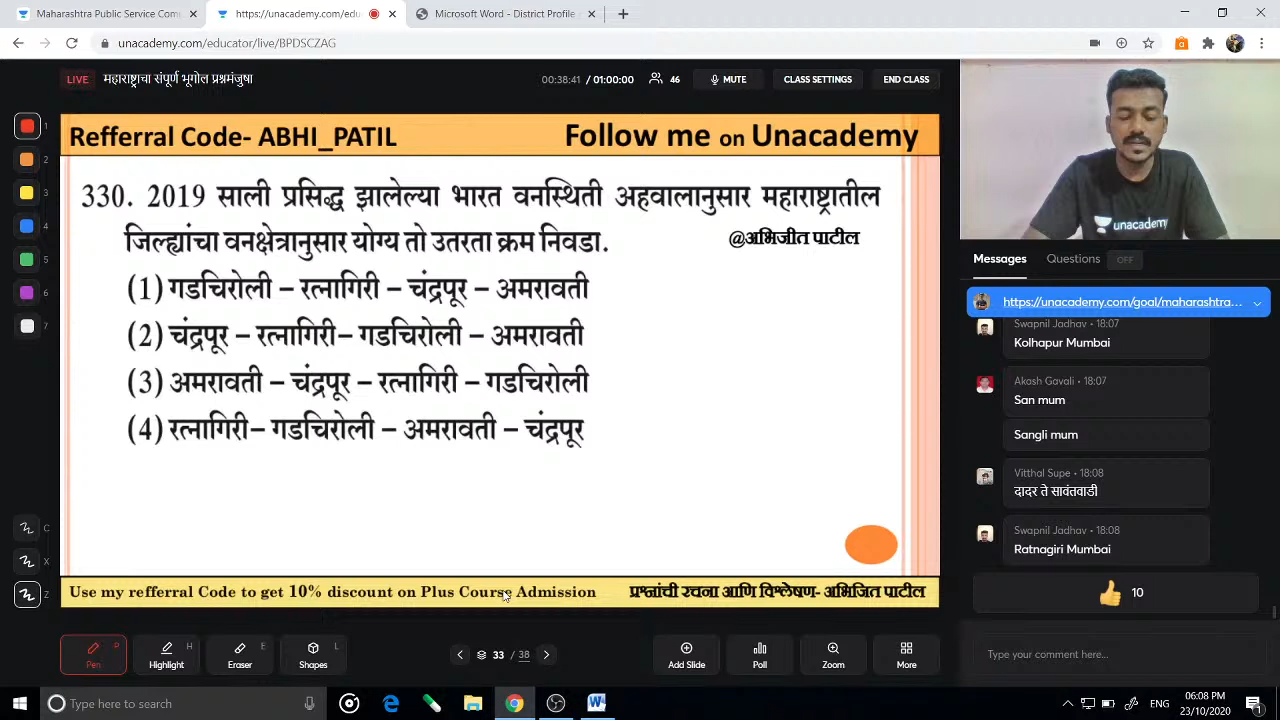 Maharashtra Public Service Com
https://unacademy.com/edu
Microsoft Word - District Profile
unacademy.com/educator/live/BPDSCZAG
LIVE महाराष्ट्राचा संपूर्ण भूगोल प्रश्नमंजुषा
00:38:41 / 01:00:00 46 MUTE CLASS SETTINGS END CLASS
Refferral Code- ABHI_PATIL Follow me on Unacademy
330. 2019 साली प्रसिद्ध झालेल्या भारत वनस्थिती अहवालानुसार महाराष्ट्रातील
जिल्ह्यांचा वनक्षेत्रानुसार योग्य तो उतरता क्रम निवडा. @अभिजीत पाटील
(1) गडचिरोली – रत्नागिरी – चंद्रपूर – अमरावती
(2) चंद्रपूर – रत्नागिरी– गडचिरोली – अमरावती
(3) अमरावती – चंद्रपूर – रत्नागिरी – गडचिरोली
(4) रत्नागिरी– गडचिरोली – अमरावती – चंद्रपूर
Use my refferral Code to get 10% discount on Plus Course Admission प्रश्नांची रचना आणि विश्लेषण- अभिजित पाटील
1
2
3
4
5
6
7
C
X
Z
unacademy
Messages Questions OFF
https://unacademy.com/goal/maharashtra...
Swapnil Jadhav • 18:07
Kolhapur Mumbai
Akash Gavali • 18:07
San mum
Sangli mum
Vitthal Supe • 18:08
दादर ते सावंतवाडी
Swapnil Jadhav • 18:08
Ratnagiri Mumbai
10
Type your comment here...
P H E L
Pen Highlight Eraser Shapes
33 / 38
Add Slide Poll Zoom More
Type here to search
ENG
06:08 PM
23/10/2020
1